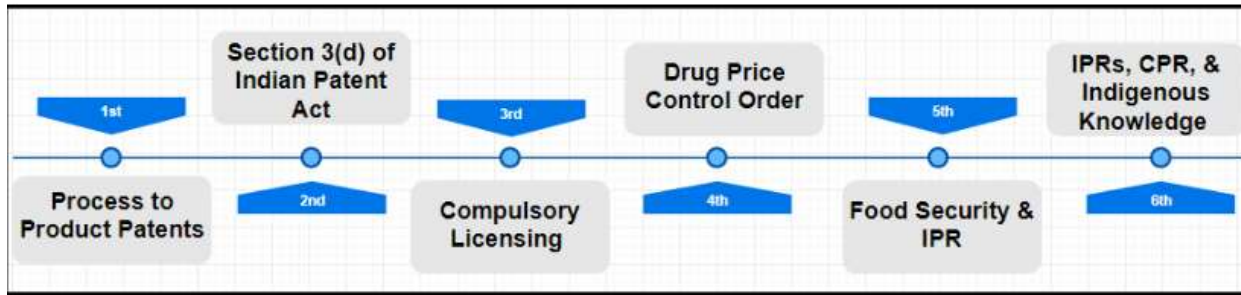 1st
Process to
Product Patents
Section 3(d) of
Indian Patent
Act
2nd
3rd
Compulsory
Licensing
Drug Price
Control Order
4th
5th
Food Security &
IPR
IPRs, CPR, &
Indigenous
Knowledge
6th